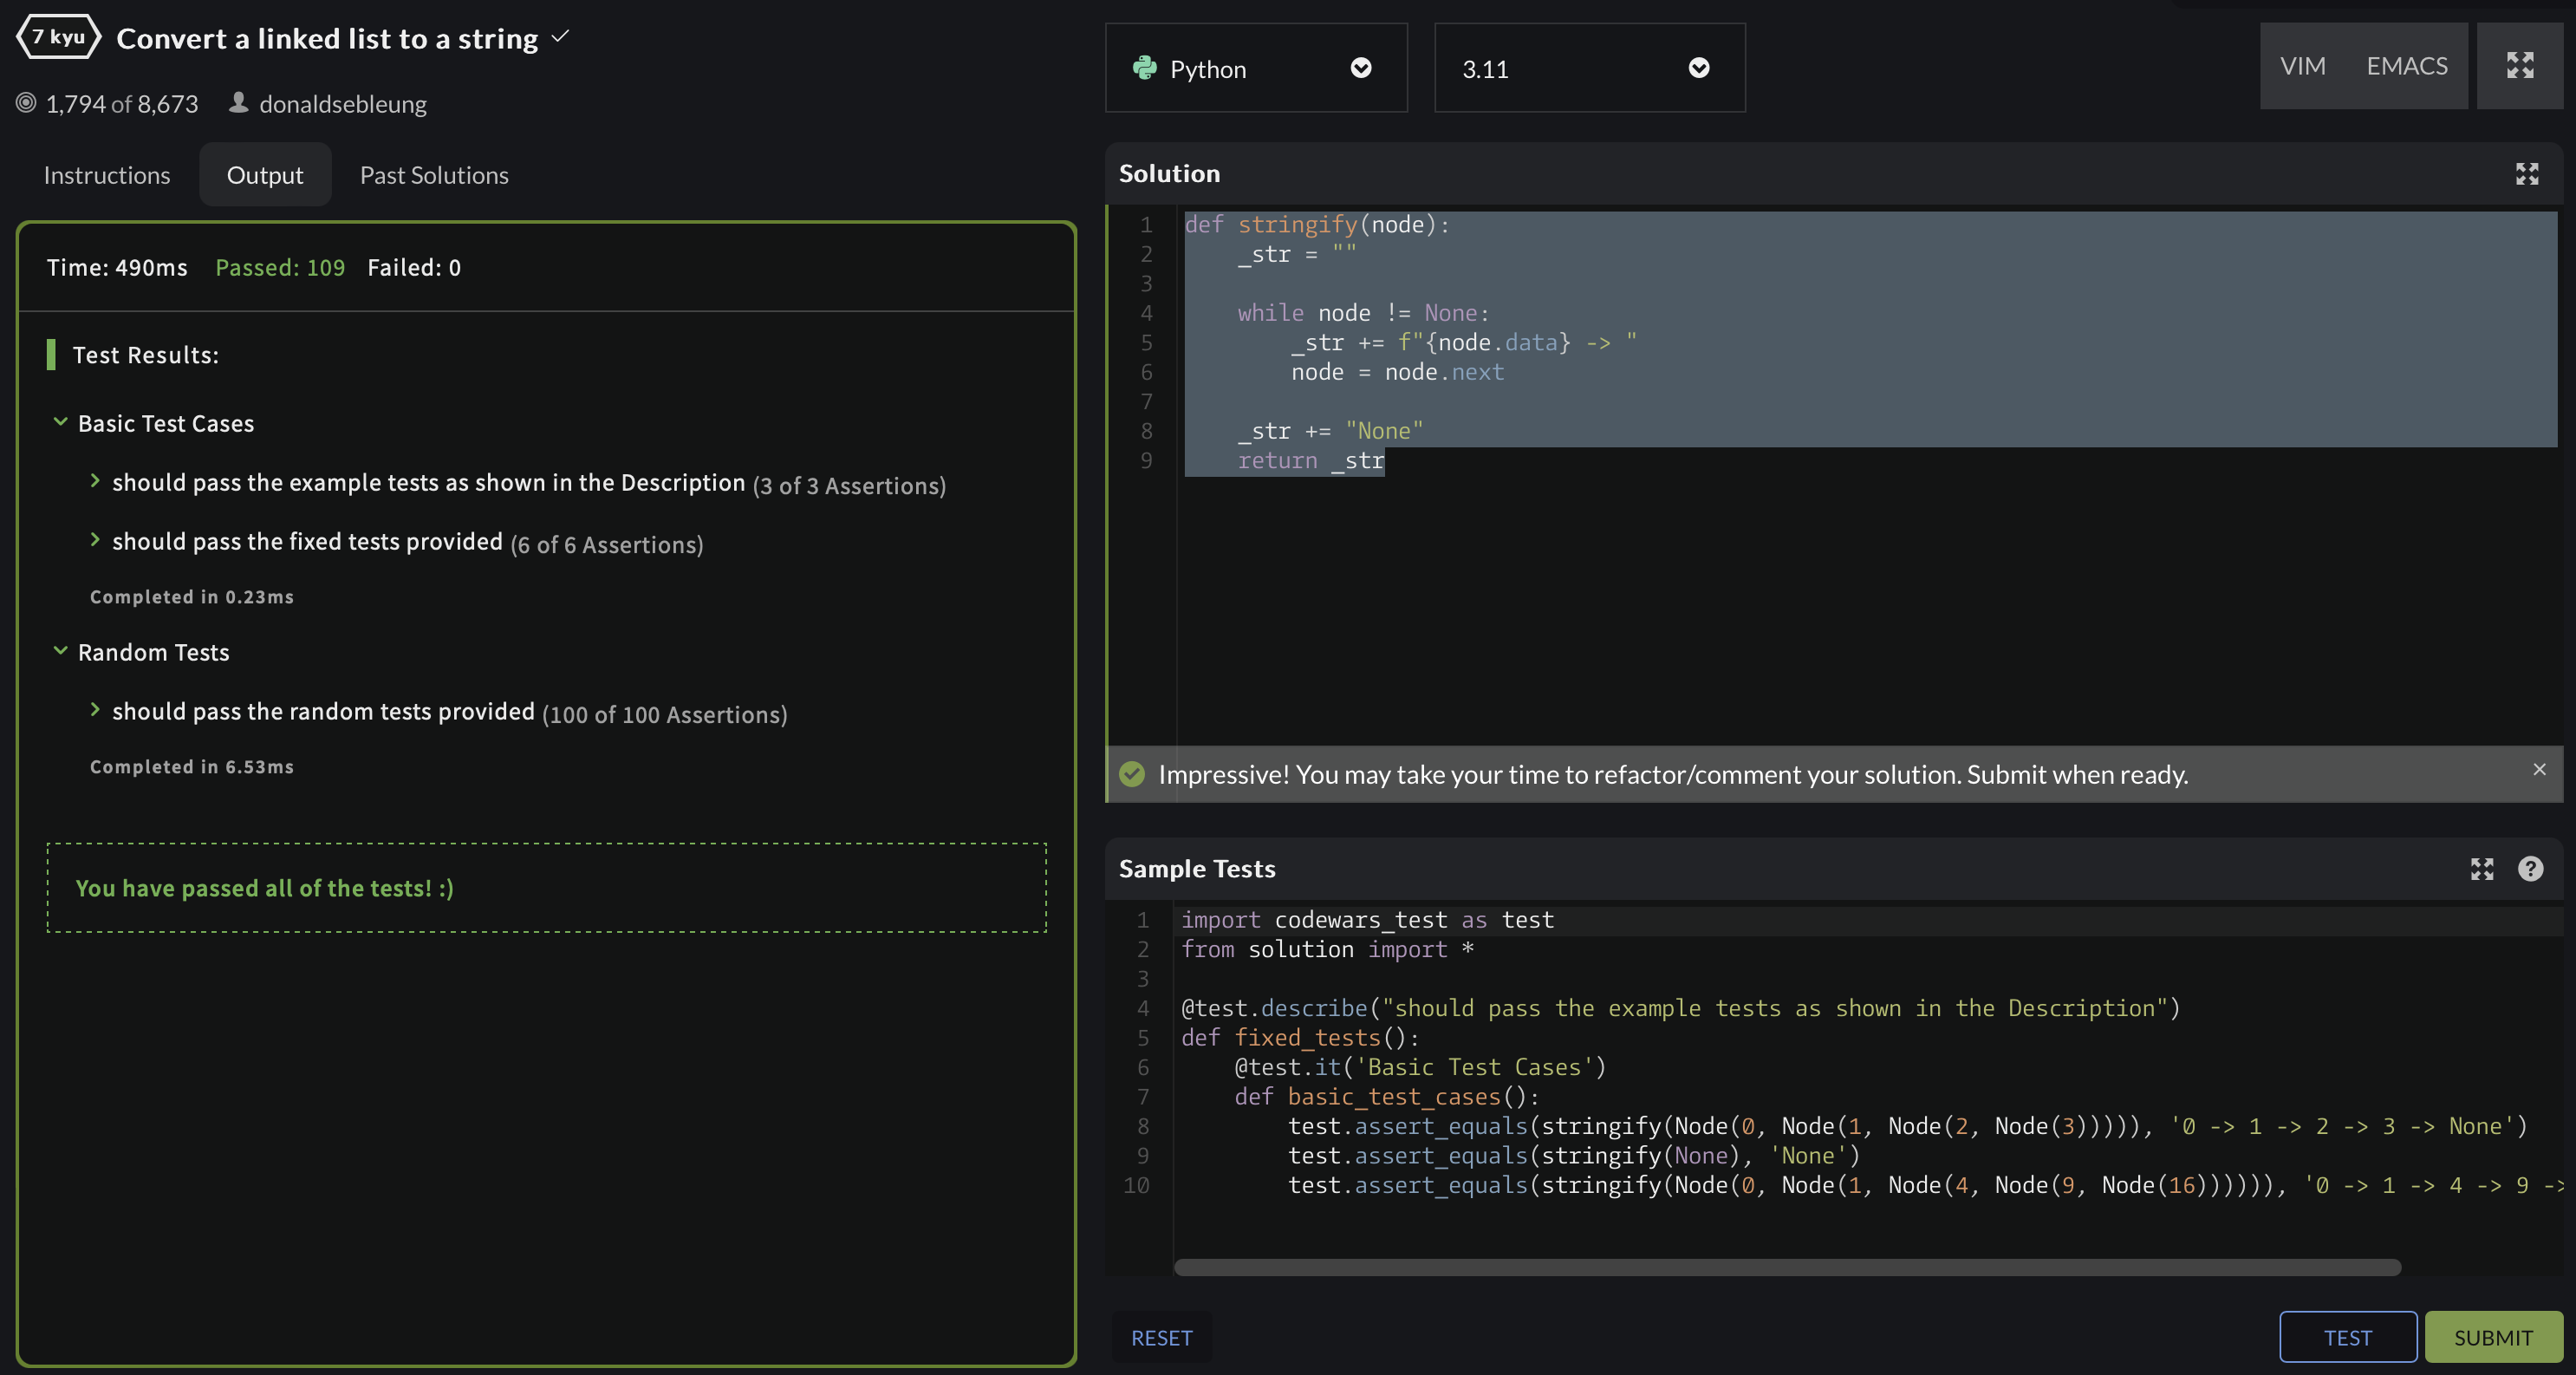 7 kyu Convert a linked list to a string
1,794 of 8,673 donaldsebleung
Instructions Output Past Solutions
Time: 490ms Passed: 109 Failed: 0
Test Results:
Basic Test Cases
should pass the example tests as shown in the Description (3 of 3 Assertions)
should pass the fixed tests provided (6 of 6 Assertions)
Completed in 0.23ms
Random Tests
should pass the random tests provided (100 of 100 Assertions)
Completed in 6.53ms
You have passed all of the tests! :)
Python 3.11 VIM EMACS
Solution
1 def stringify(node):
2     _str = ""
3
4     while node != None:
5         _str += f"{node.data} -> "
6         node = node.next
7
8     _str += "None"
9     return _str
Impressive! You may take your time to refactor/comment your solution. Submit when ready.
Sample Tests
1 import codewars_test as test
2 from solution import *
3
4 @test.describe("should pass the example tests as shown in the Description")
5 def fixed_tests():
6     @test.it('Basic Test Cases')
7     def basic_test_cases():
8         test.assert_equals(stringify(Node(0, Node(1, Node(2, Node(3))))), '0 -> 1 -> 2 -> 3 -> None')
9         test.assert_equals(stringify(None), 'None')
10         test.assert_equals(stringify(Node(0, Node(1, Node(4, Node(9, Node(16)))))), '0 -> 1 -> 4 -> 9 ->
RESET TEST SUBMIT